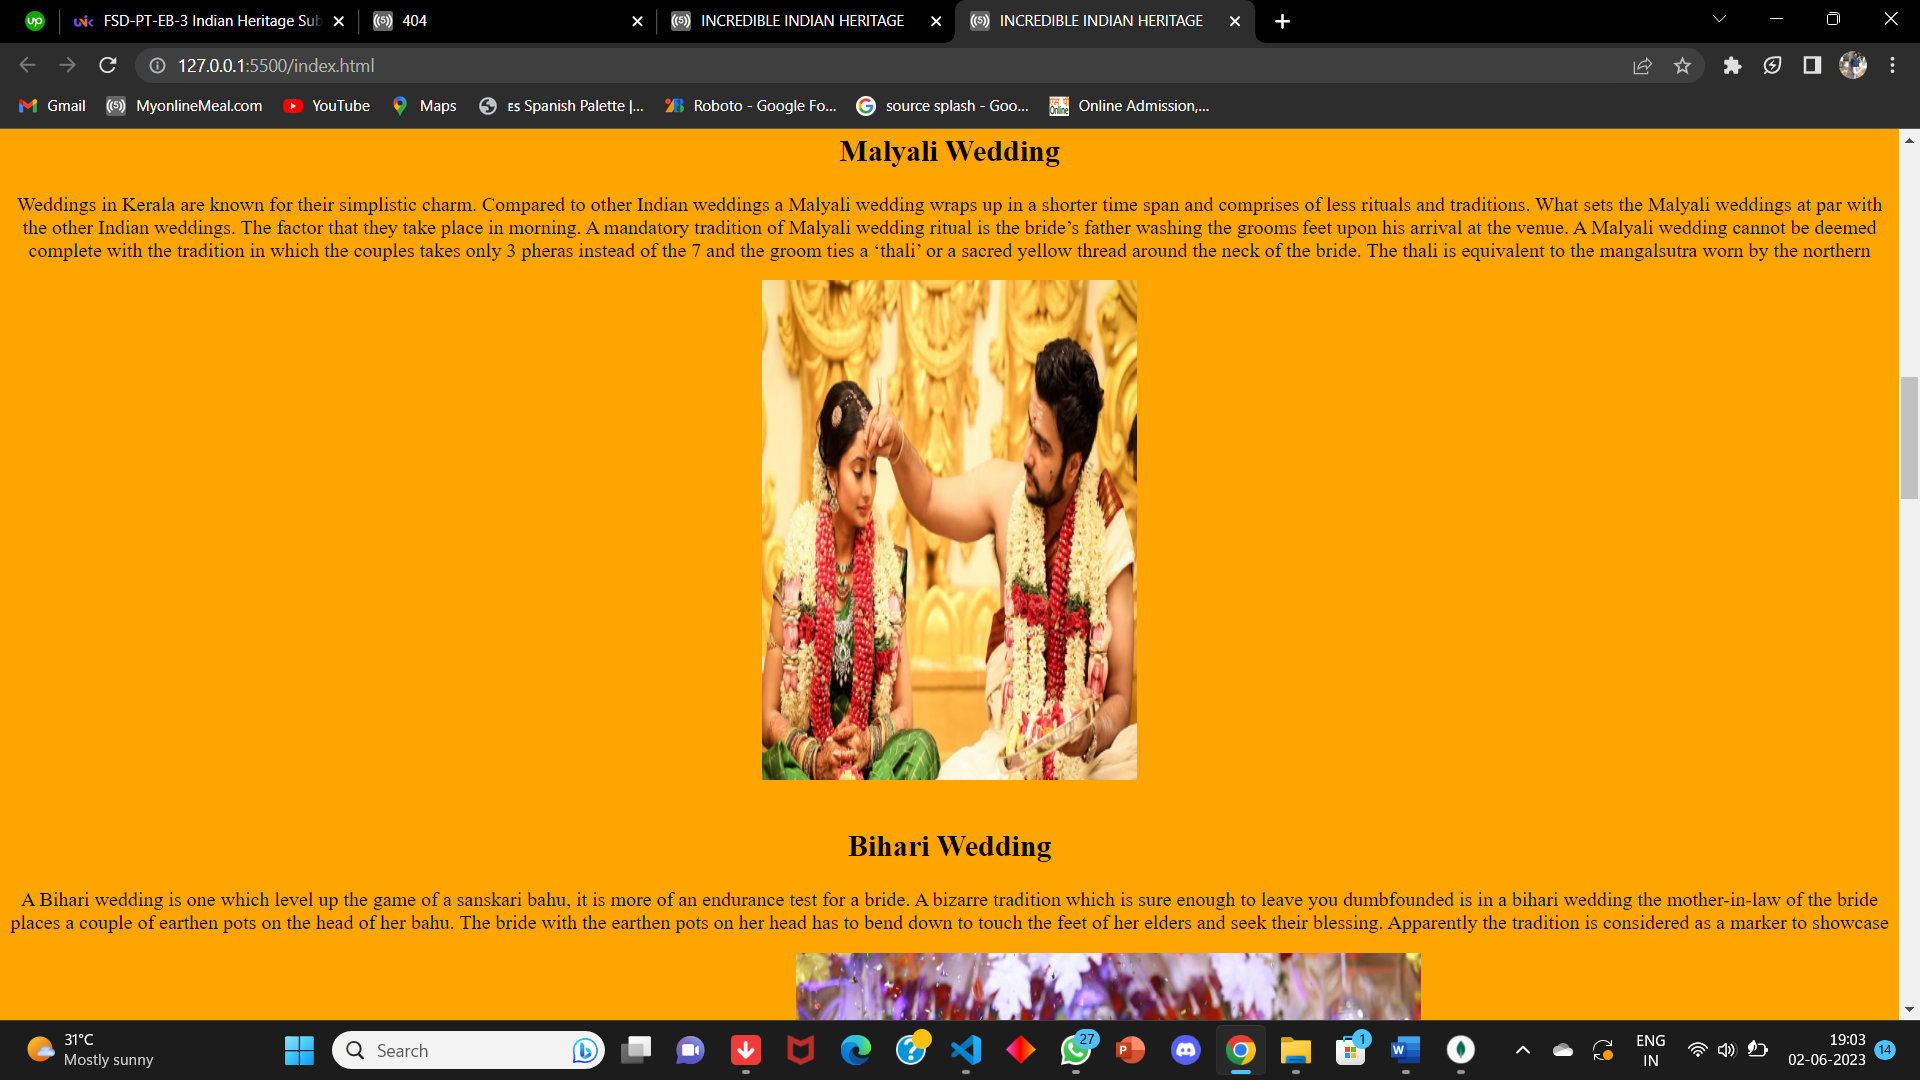 up
FSD-PT-EB-3 Indian Heritage Sub
404
INCREDIBLE INDIAN HERITAGE
INCREDIBLE INDIAN HERITAGE
127.0.0.1:5500/index.html
Gmail
MyonlineMeal.com
YouTube
Maps
ES Spanish Palette |...
Roboto - Google Fo...
source splash - Goo...
Online Admission,...
Malyali Wedding
Weddings in Kerala are known for their simplistic charm. Compared to other Indian weddings a Malyali wedding wraps up in a shorter time span and comprises of less rituals and traditions. What sets the Malyali weddings at par with
the other Indian weddings. The factor that they take place in morning. A mandatory tradition of Malyali wedding ritual is the bride’s father washing the grooms feet upon his arrival at the venue. A Malyali wedding cannot be deemed
complete with the tradition in which the couples takes only 3 pheras instead of the 7 and the groom ties a ‘thali’ or a sacred yellow thread around the neck of the bride. The thali is equivalent to the mangalsutra worn by the northern
Bihari Wedding
A Bihari wedding is one which level up the game of a sanskari bahu, it is more of an endurance test for a bride. A bizarre tradition which is sure enough to leave you dumbfounded is in a bihari wedding the mother-in-law of the bride
places a couple of earthen pots on the head of her bahu. The bride with the earthen pots on her head has to bend down to touch the feet of her elders and seek their blessing. Apparently the tradition is considered as a marker to showcase
31°C
Mostly sunny
Search
27
1
ENG
IN
19:03
02-06-2023
14